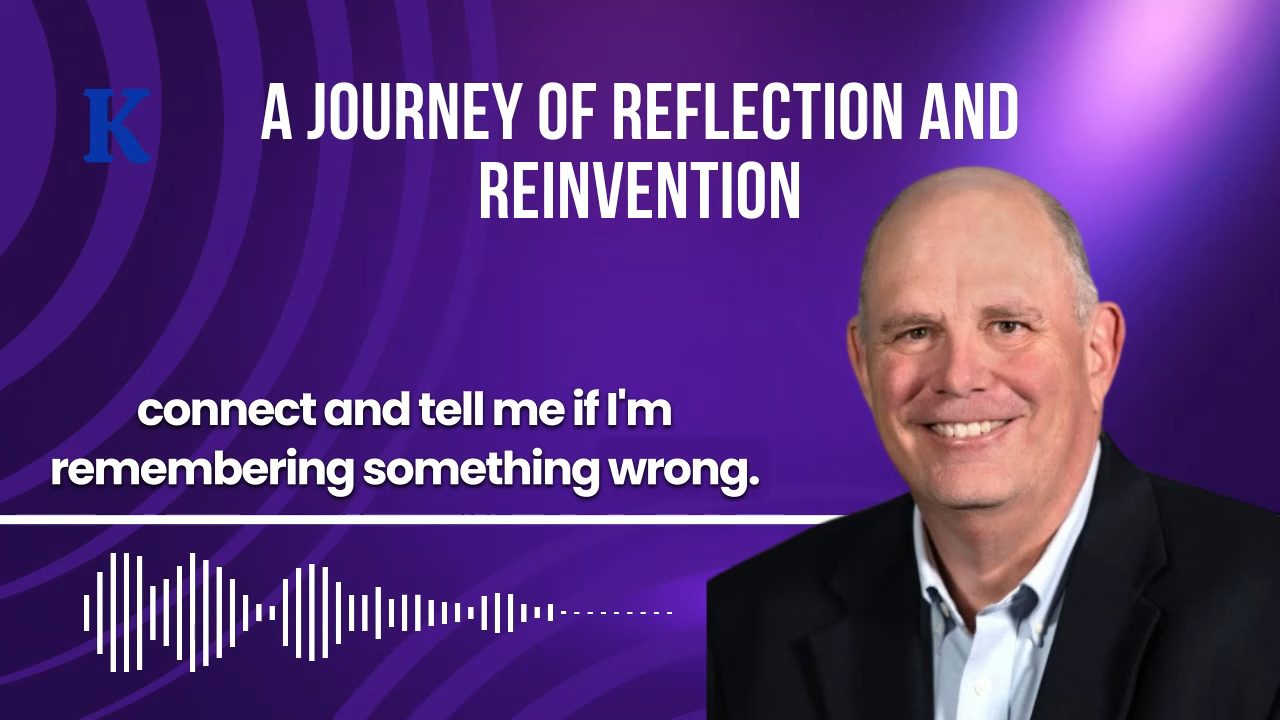 K
A JOURNEY OF REFLECTION AND
REINVENTION
connect and tell me if I'm
remembering something wrong.